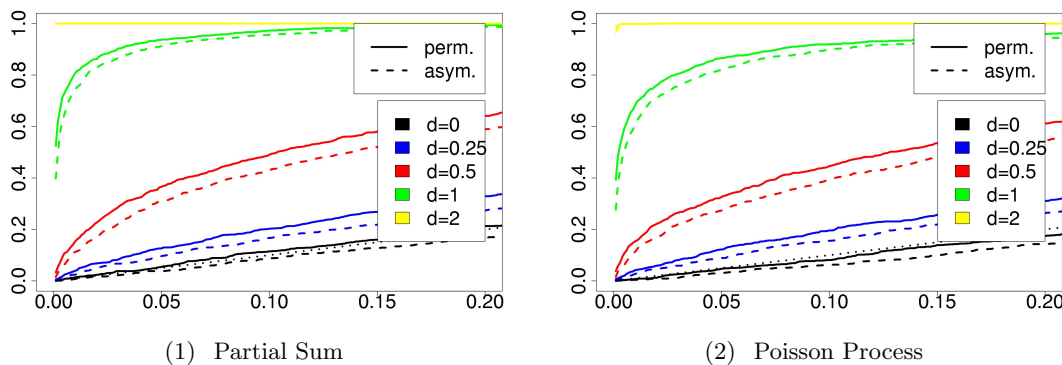 1.0
0.8
0.6
0.4
0.2
0.0
0.00 0.05 0.10 0.15 0.20
perm.
asym.
d=0
d=0.25
d=0.5
d=1
d=2
(1) Partial Sum
1.0
0.8
0.6
0.4
0.2
0.0
0.00 0.05 0.10 0.15 0.20
perm.
asym.
d=0
d=0.25
d=0.5
d=1
d=2
(2) Poisson Process